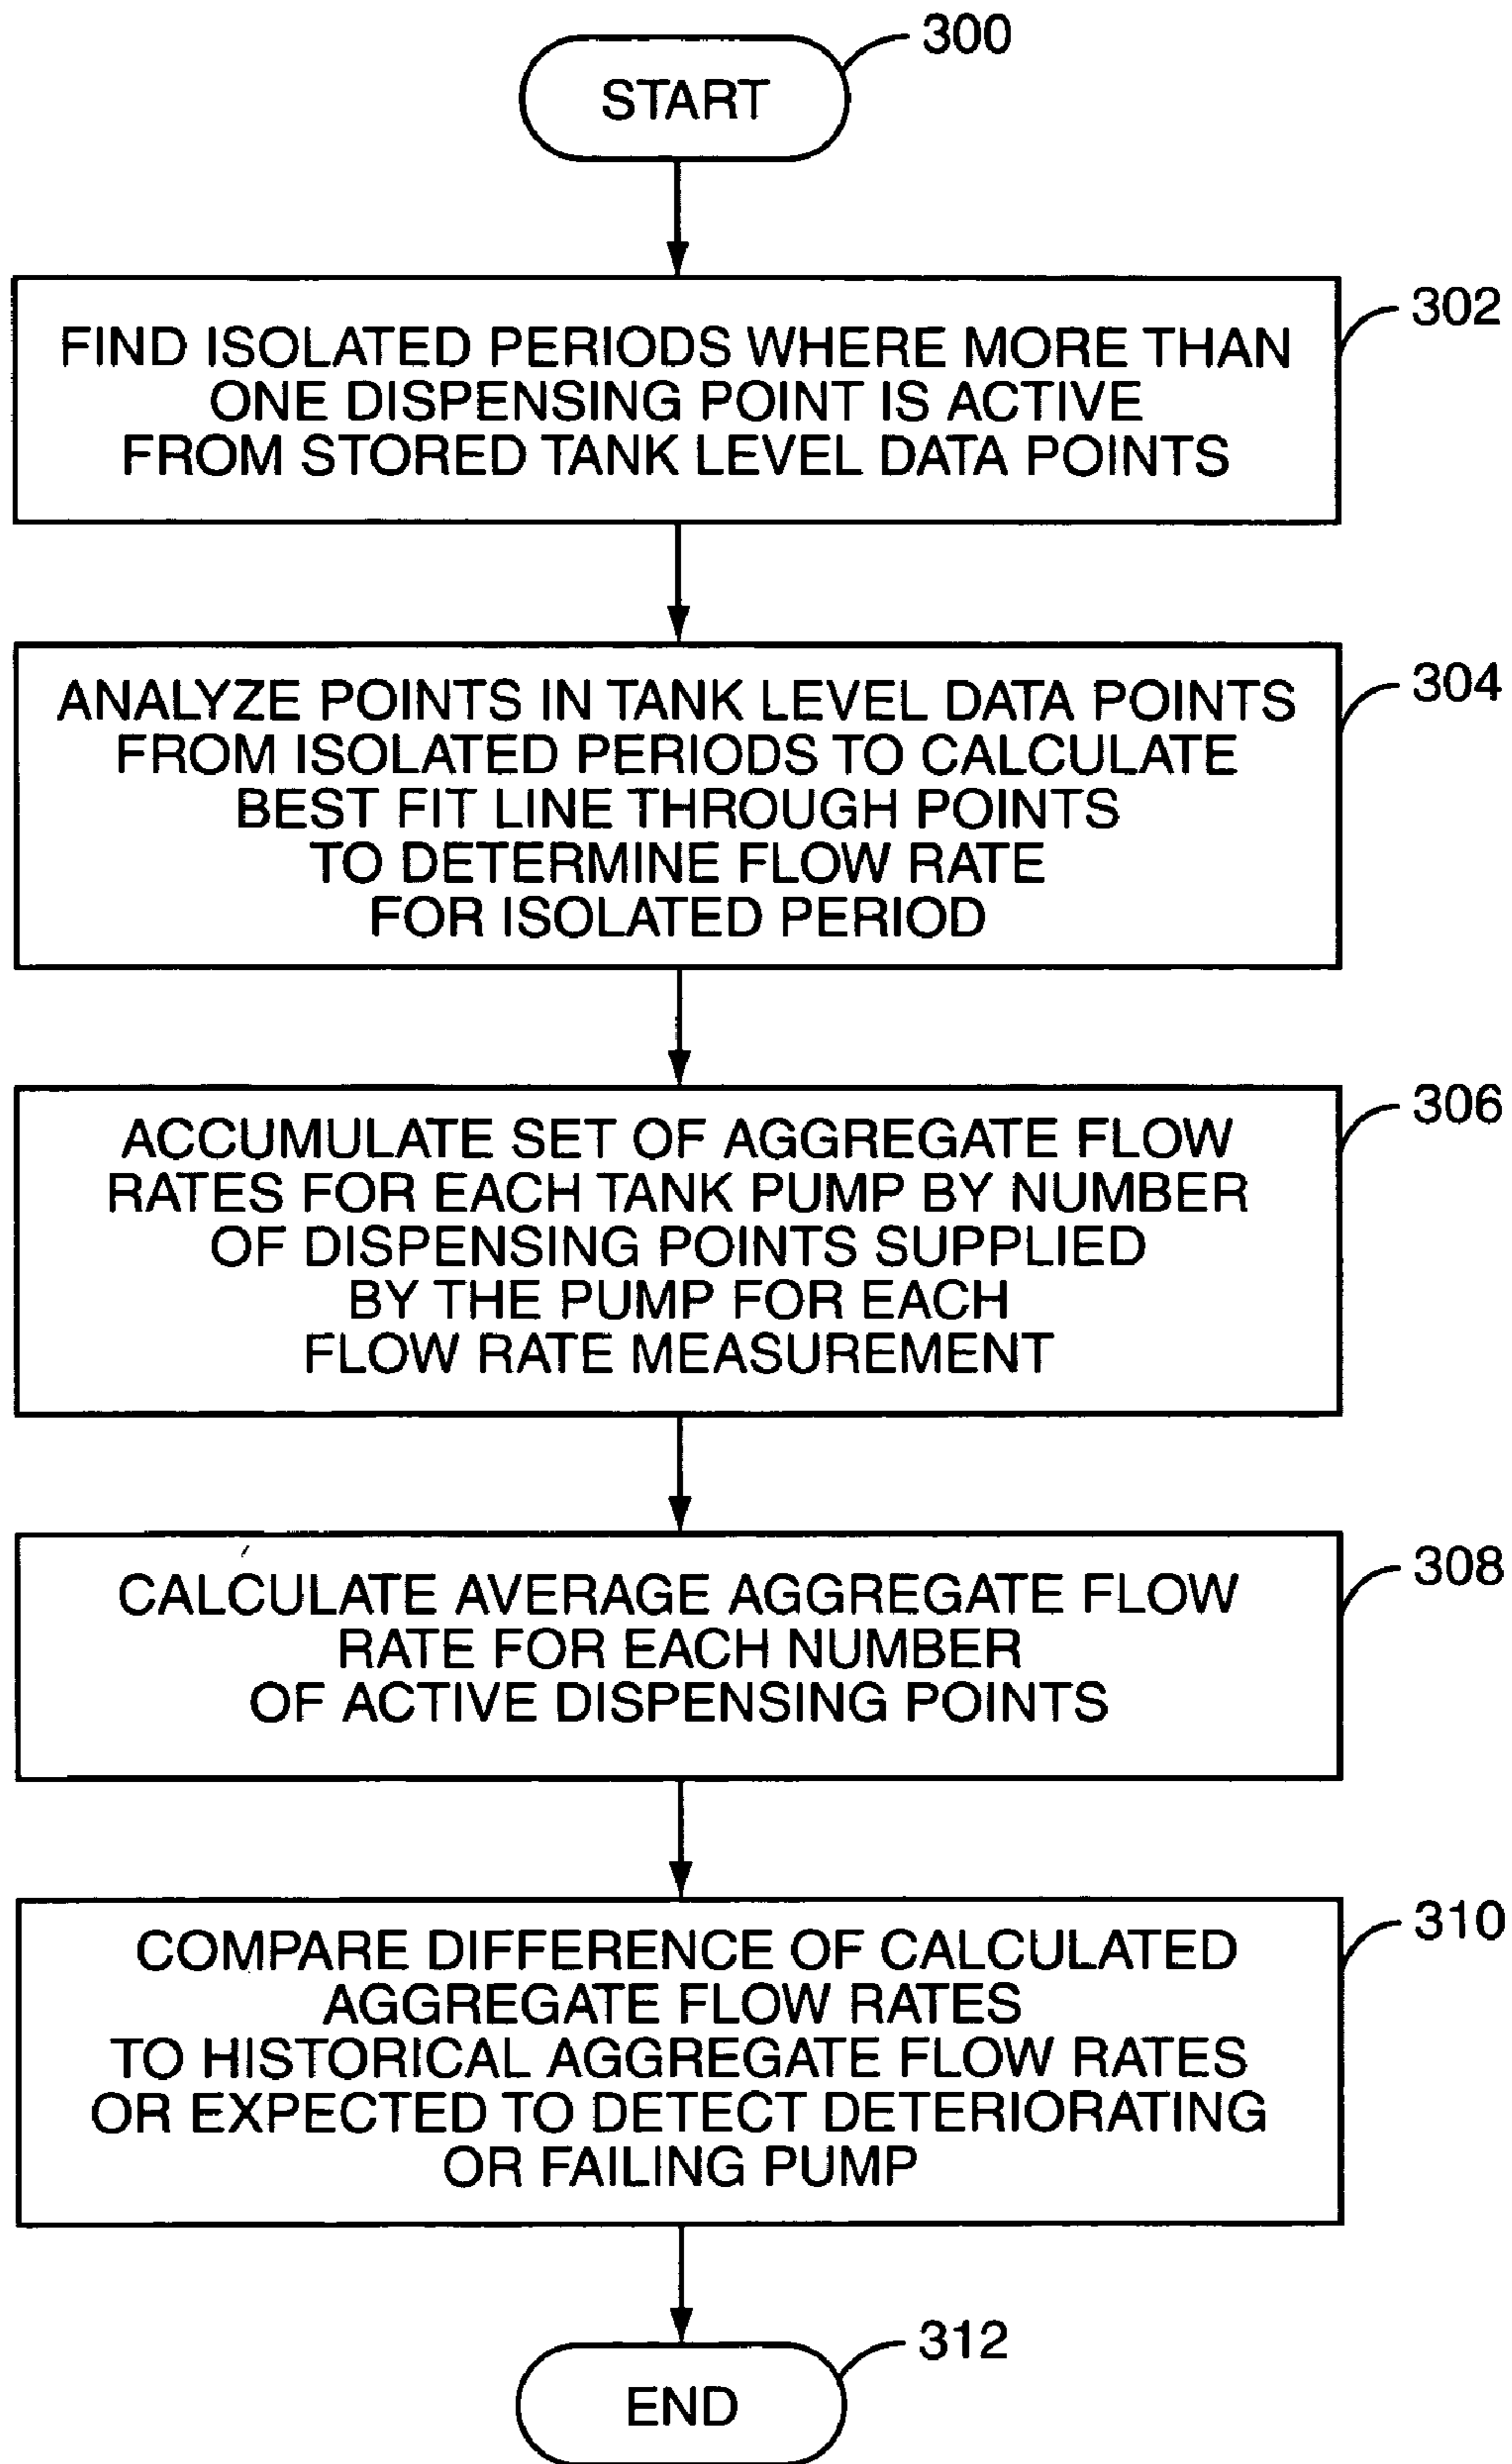 300
START
302
FIND ISOLATED PERIODS WHERE MORE THAN
ONE DISPENSING POINT IS ACTIVE
FROM STORED TANK LEVEL DATA POINTS
304
ANALYZE POINTS IN TANK LEVEL DATA POINTS
FROM ISOLATED PERIODS TO CALCULATE
BEST FIT LINE THROUGH POINTS
TO DETERMINE FLOW RATE
FOR ISOLATED PERIOD
306
ACCUMULATE SET OF AGGREGATE FLOW
RATES FOR EACH TANK PUMP BY NUMBER
OF DISPENSING POINTS SUPPLIED
BY THE PUMP FOR EACH
FLOW RATE MEASUREMENT
308
CALCULATE AVERAGE AGGREGATE FLOW
RATE FOR EACH NUMBER
OF ACTIVE DISPENSING POINTS
310
COMPARE DIFFERENCE OF CALCULATED
AGGREGATE FLOW RATES
TO HISTORICAL AGGREGATE FLOW RATES
OR EXPECTED TO DETECT DETERIORATING
OR FAILING PUMP
312
END